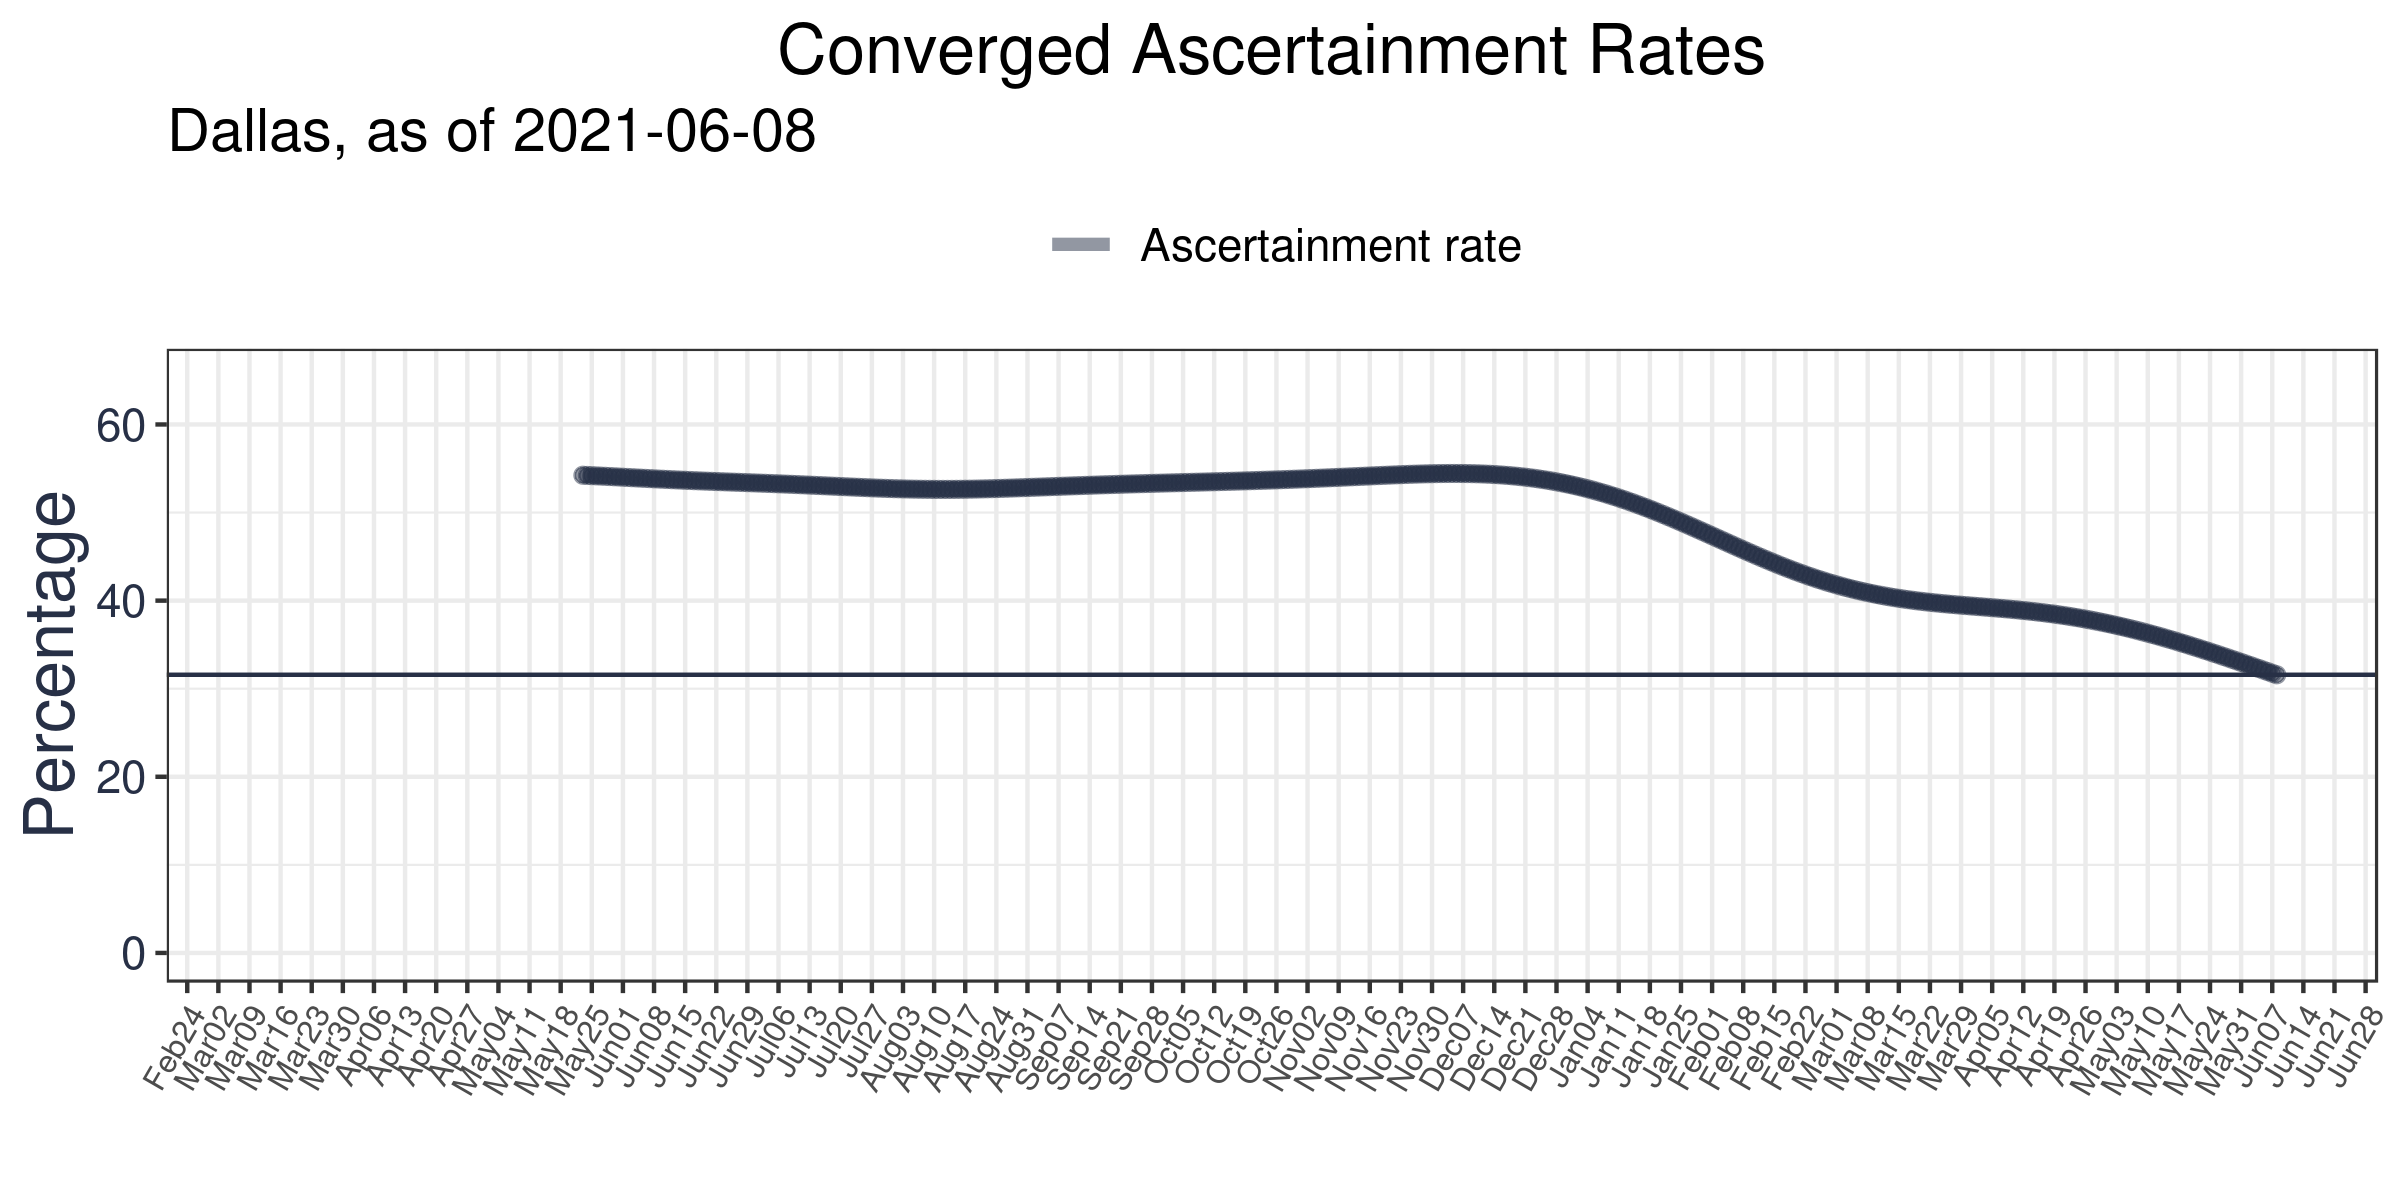 Converged Ascertainment Rates
Dallas, as of 2021-06-08
Ascertainment rate
Percentage
60
40
20
0
Feb24
Mar02
Mar09
Mar16
Mar23
Mar30
Apr06
Apr13
Apr20
Apr27
May04
May11
May18
May25
Jun01
Jun08
Jun15
Jun22
Jun29
Jul06
Jul13
Jul20
Jul27
Aug03
Aug10
Aug17
Aug24
Aug31
Sep07
Sep14
Sep21
Sep28
Oct05
Oct12
Oct19
Oct26
Nov02
Nov09
Nov16
Nov23
Nov30
Dec07
Dec14
Dec21
Dec28
Jan04
Jan11
Jan18
Jan25
Feb01
Feb08
Feb15
Feb22
Mar01
Mar08
Mar15
Mar22
Mar29
Apr05
Apr12
Apr19
Apr26
May03
May10
May17
May24
May31
Jun07
Jun14
Jun21
Jun28